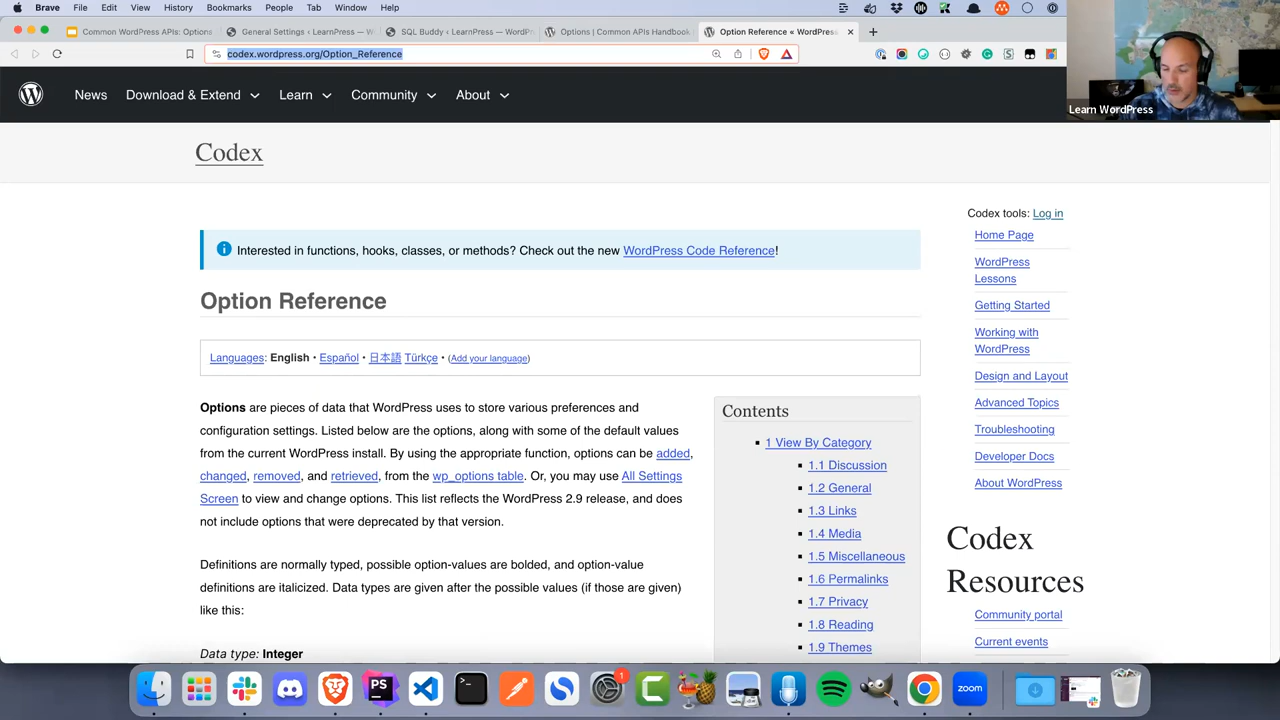 Brave File Edit View History Bookmarks People Tab Window Help
Common WordPress APIs: Options
General Settings ‹ LearnPress — W
SQL Buddy ‹ LearnPress — WordPr
Options | Common APIs Handbook
Option Reference « WordPress
codex.wordpress.org/Option_Reference
News Download & Extend Learn Community About
Learn WordPress
Codex
Codex tools: Log in
Home Page
WordPress
Lessons
Getting Started
Working with
WordPress
Design and Layout
Advanced Topics
Troubleshooting
Developer Docs
About WordPress
Codex
Resources
Community portal
Current events
Interested in functions, hooks, classes, or methods? Check out the new WordPress Code Reference!
Option Reference
Languages: English • Español • 日本語 Türkçe • (Add your language)
Options are pieces of data that WordPress uses to store various preferences and
configuration settings. Listed below are the options, along with some of the default values
from the current WordPress install. By using the appropriate function, options can be added,
changed, removed, and retrieved, from the wp_options table. Or, you may use All Settings
Screen to view and change options. This list reflects the WordPress 2.9 release, and does
not include options that were deprecated by that version.
Definitions are normally typed, possible option-values are bolded, and option-value
definitions are italicized. Data types are given after the possible values (if those are given)
like this:
Data type: Integer
Contents
1 View By Category
1.1 Discussion
1.2 General
1.3 Links
1.4 Media
1.5 Miscellaneous
1.6 Permalinks
1.7 Privacy
1.8 Reading
1.9 Themes
PS
1
zoom